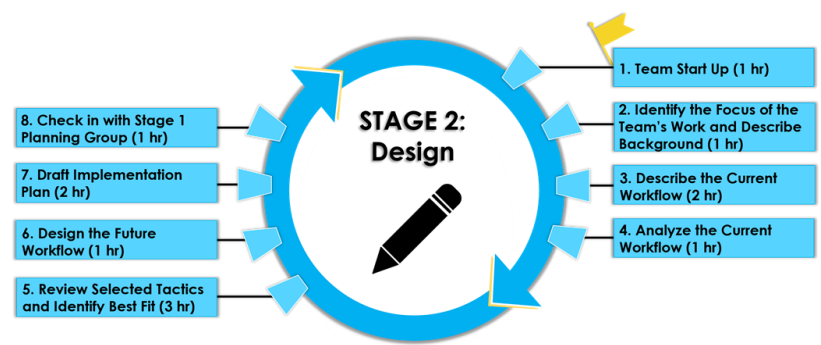 STAGE 2:
Design
1. Team Start Up (1 hr)
2. Identify the Focus of the
Team's Work and Describe
Background (1 hr)
3. Describe the Current
Workflow (2 hr)
4. Analyze the Current
Workflow (1 hr)
5. Review Selected Tactics
and Identify Best Fit (3 hr)
6. Design the Future
Workflow (1 hr)
7. Draft Implementation
Plan (2 hr)
8. Check in with Stage 1
Planning Group (1 hr)